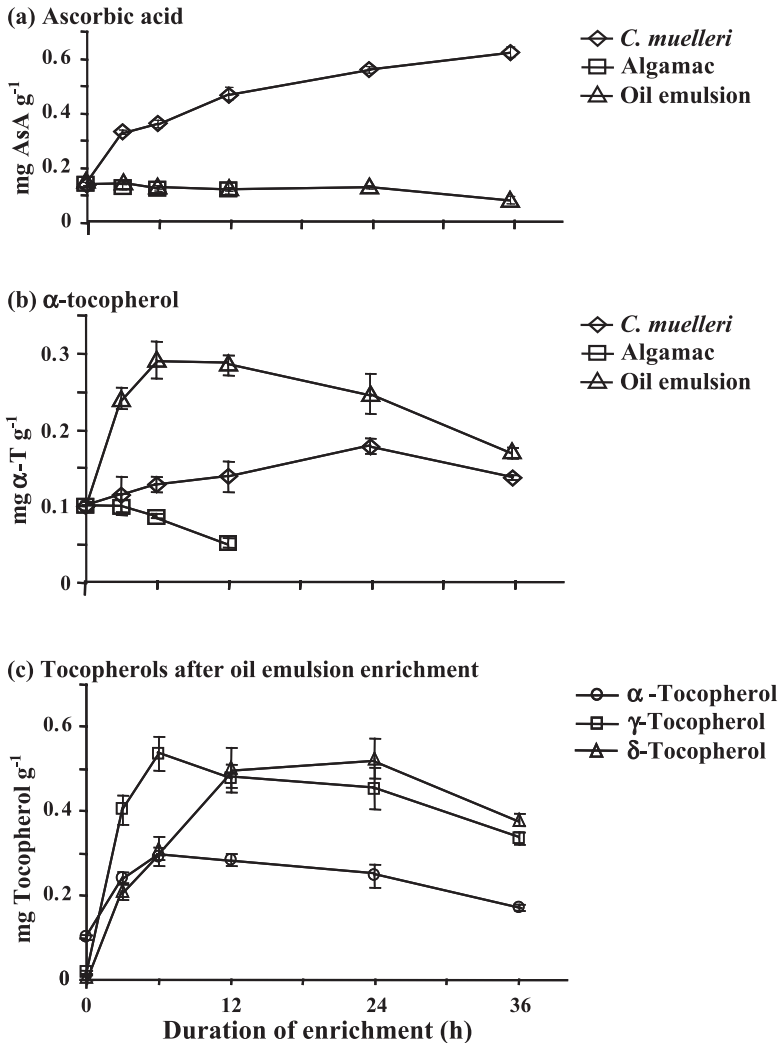 (a) Ascorbic acid
mg AsA g⁻¹
0.6
0.4
0.2
0
C. muelleri
Algamac
Oil emulsion
(b) α-tocopherol
mg α-T g⁻¹
0.3
0.2
0.1
0
C. muelleri
Algamac
Oil emulsion
(c) Tocopherols after oil emulsion enrichment
mg Tocopherol g⁻¹
0.6
0.4
0.2
0
α -Tocopherol
γ-Tocopherol
δ-Tocopherol
0 12 24 36
Duration of enrichment (h)